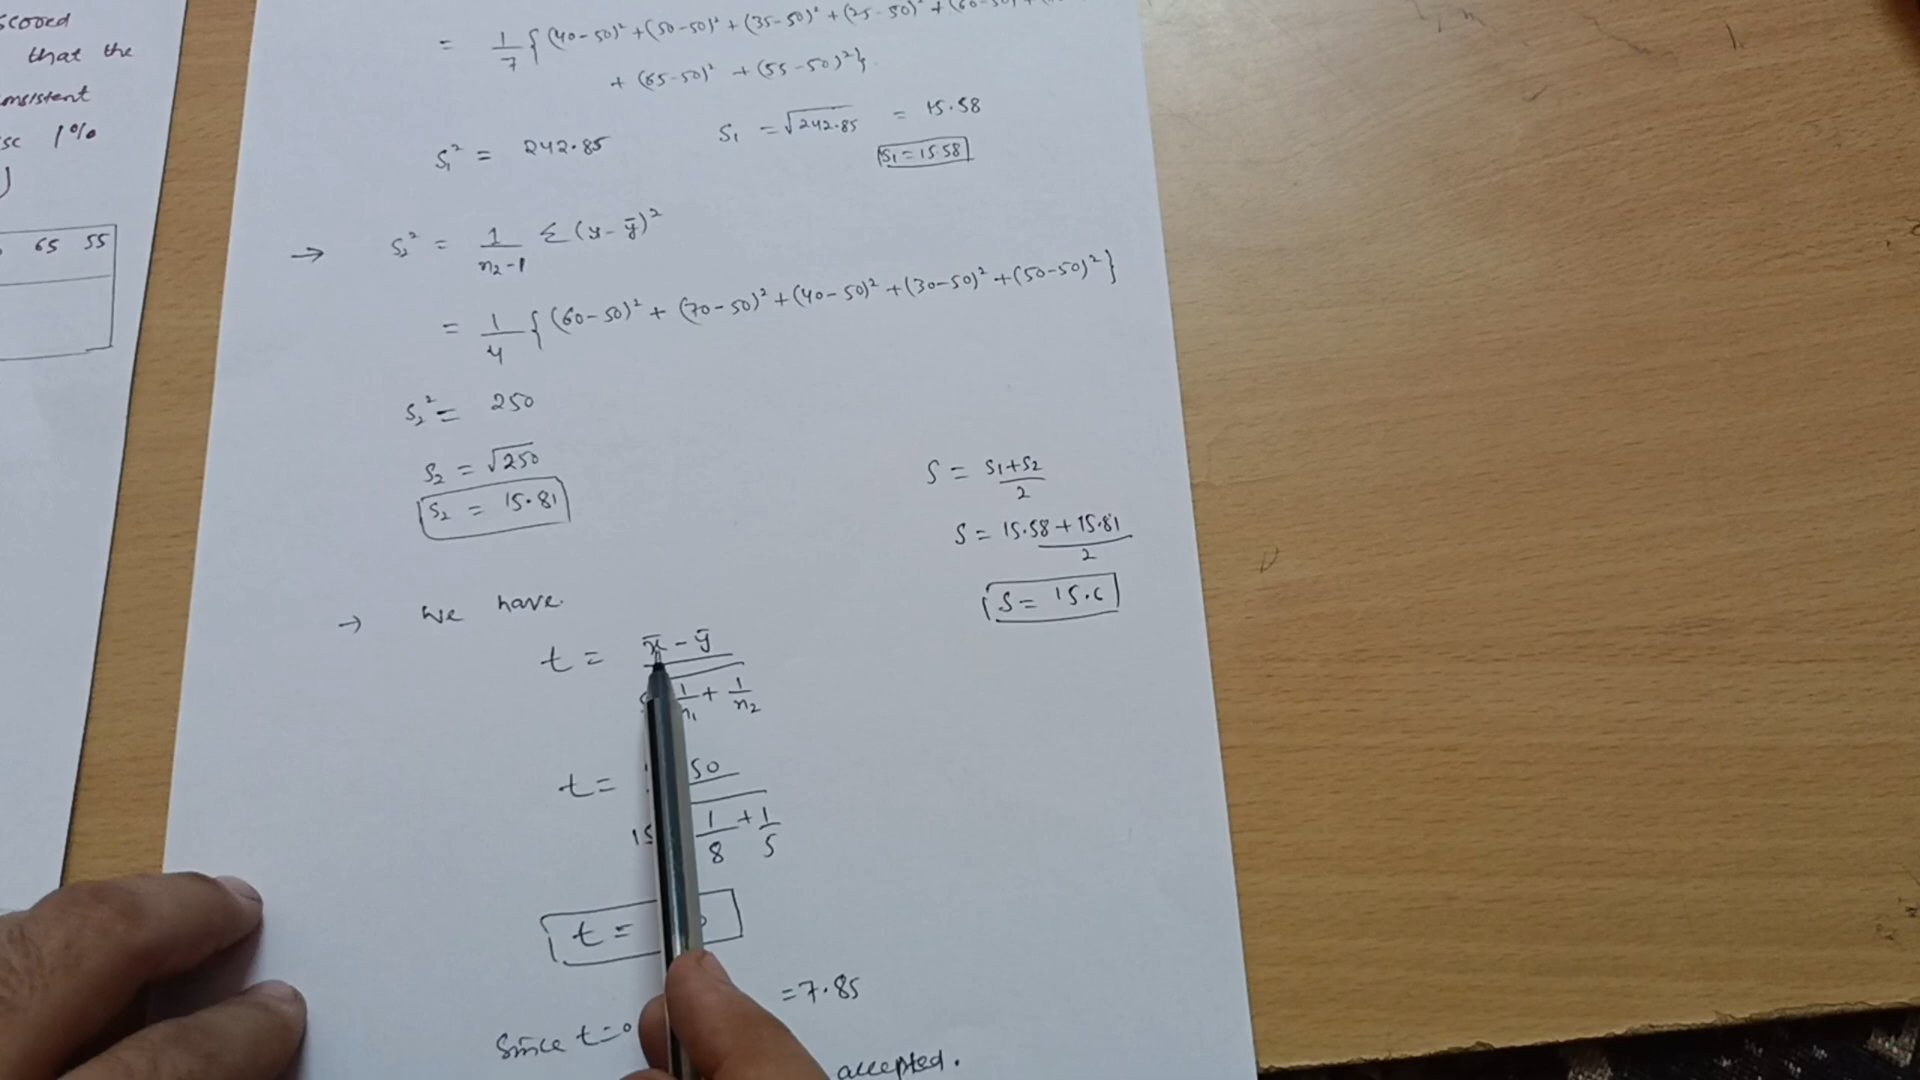 scored
that the
onsistent
1%
65 55
= 1/7 { (40-50)² + (50-50)² + (35-50)² + (25-50)² +
+ (65-50)² + (55-50)² }
S₁² = 242.85
S₁ = √242.85 = 15.58
S₁ = 15.58
→ S₂² = 1/(n₂-1) Σ (y - ȳ)²
= 1/4 { (60-50)² + (70-50)² + (40-50)² + (30-50)² + (50-50)² }
S₂² = 250
S₂ = √250
S₂ = 15.81
S = (S₁+S₂)/2
S = (15.58 + 15.81)/2
S = 15.6
→ we have
t = x̄ - ȳ
1/n₁ + 1/n₂
t = 50
1/8 + 1/5
t =
= 7.85
Since t = 0
accepted.